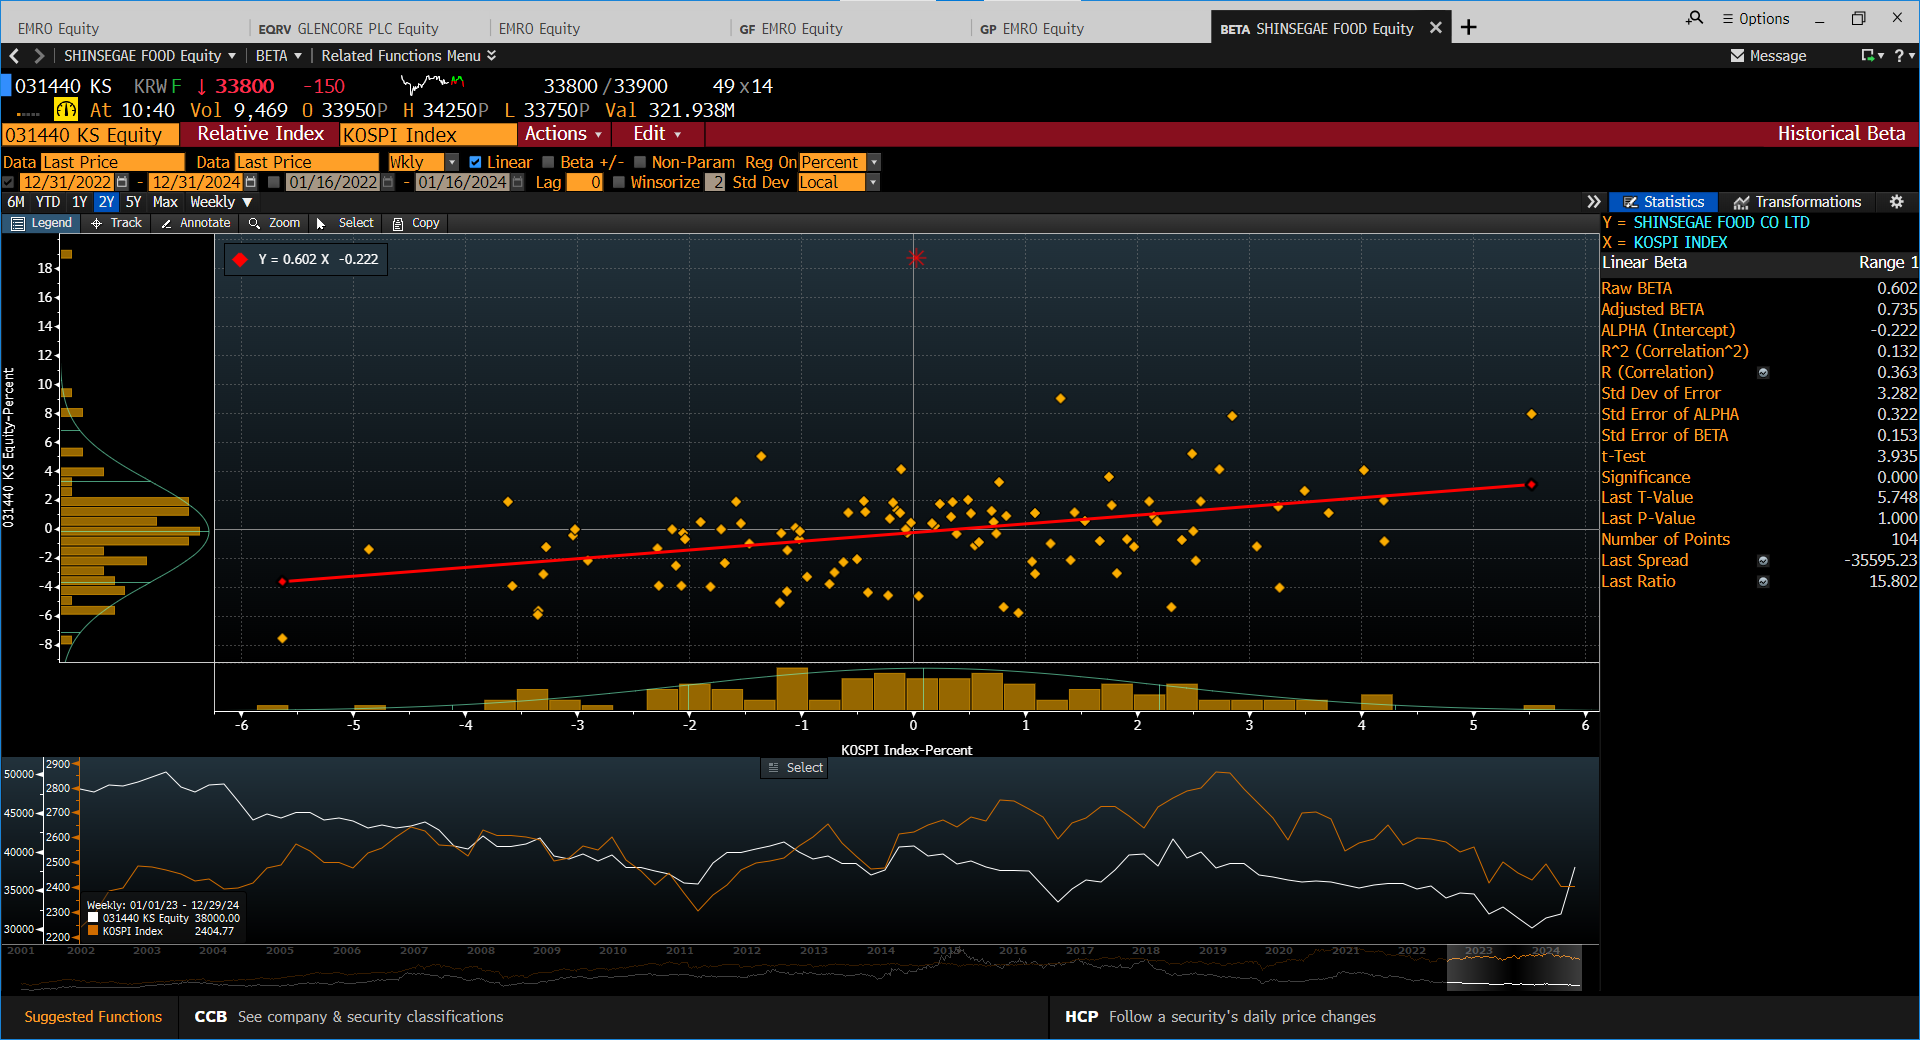 EMRO Equity
EQRV GLENCORE PLC Equity
EMRO Equity
GF EMRO Equity
GP EMRO Equity
BETA SHINSEGAE FOOD Equity
Options
SHINSEGAE FOOD Equity BETA Related Functions Menu
Message
?
031440 KS KRW F ↓ 33800 -150 33800 /33900 49 x 14
At 10:40 Vol 9,469 O 33950P H 34250P L 33750P Val 321.938M
031440 KS Equity Relative Index KOSPI Index Actions Edit Historical Beta
Data Last Price Data Last Price Wkly Linear Beta +/- Non-Param Reg On Percent
12/31/2022 - 12/31/2024 01/16/2022 - 01/16/2024 Lag 0 Winsorize 2 Std Dev Local
6M YTD 1Y 2Y 5Y Max Weekly ▼
Legend Track Annotate Zoom Select Copy
Y = 0.602 X -0.222
18
16
14
12
10
8
6
4
2
0
-2
-4
-6
-8
031440 KS Equity-Percent
-6 -5 -4 -3 -2 -1 0 1 2 3 4 5 6
KOSPI Index-Percent
Statistics Transformations
Y = SHINSEGAE FOOD CO LTD
X = KOSPI INDEX
Linear Beta Range 1
Raw BETA 0.602
Adjusted BETA 0.735
ALPHA (Intercept) -0.222
R^2 (Correlation^2) 0.132
R (Correlation) 0.363
Std Dev of Error 3.282
Std Error of ALPHA 0.322
Std Error of BETA 0.153
t-Test 3.935
Significance 0.000
Last T-Value 5.748
Last P-Value 1.000
Number of Points 104
Last Spread -35595.23
Last Ratio 15.802
Select
50000
45000
40000
35000
30000
2900
2800
2700
2600
2500
2400
2300
2200
Weekly: 01/01/23 - 12/29/24
031440 KS Equity 38000.00
KOSPI Index 2404.77
2001 2002 2003 2004 2005 2006 2007 2008 2009 2010 2011 2012 2013 2014 2015 2016 2017 2018 2019 2020 2021 2022 2023 2024
Suggested Functions CCB See company & security classifications HCP Follow a security's daily price changes